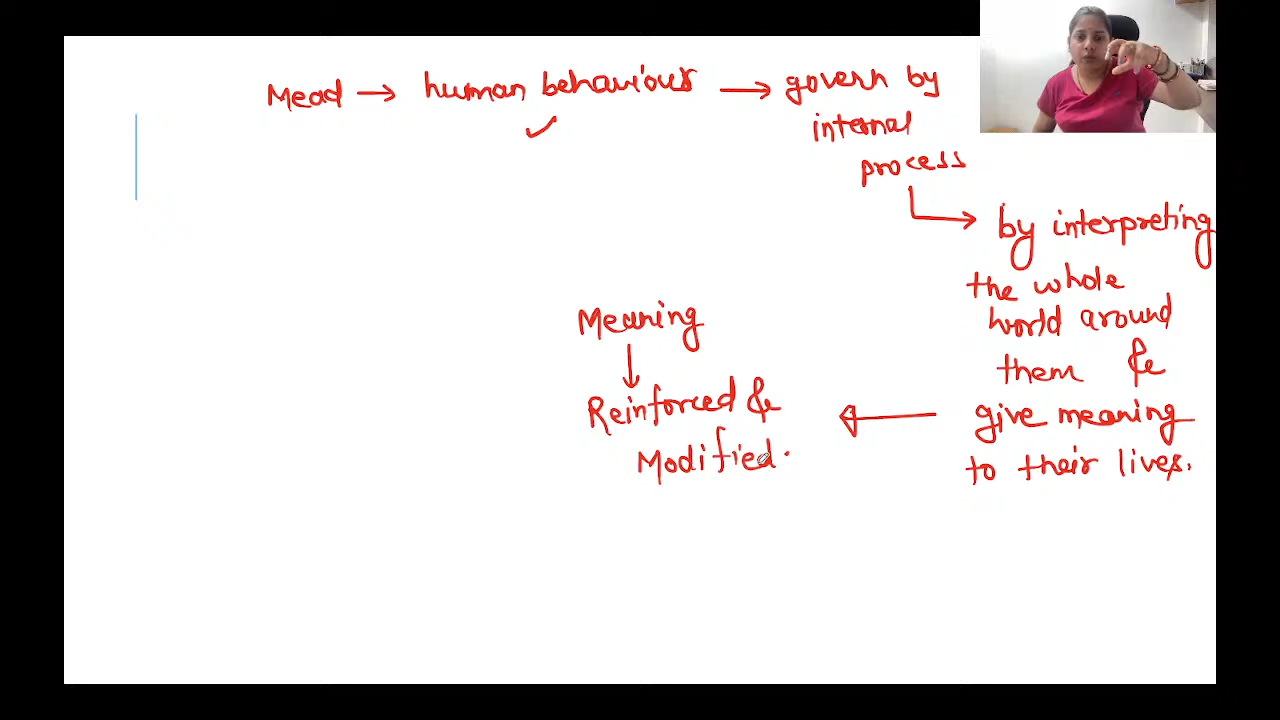 Mead → human behaviour → govern by
internal
process
by interpreting
the whole
world around
them &
give meaning
to their lives.
Meaning
Reinforced &
Modified.